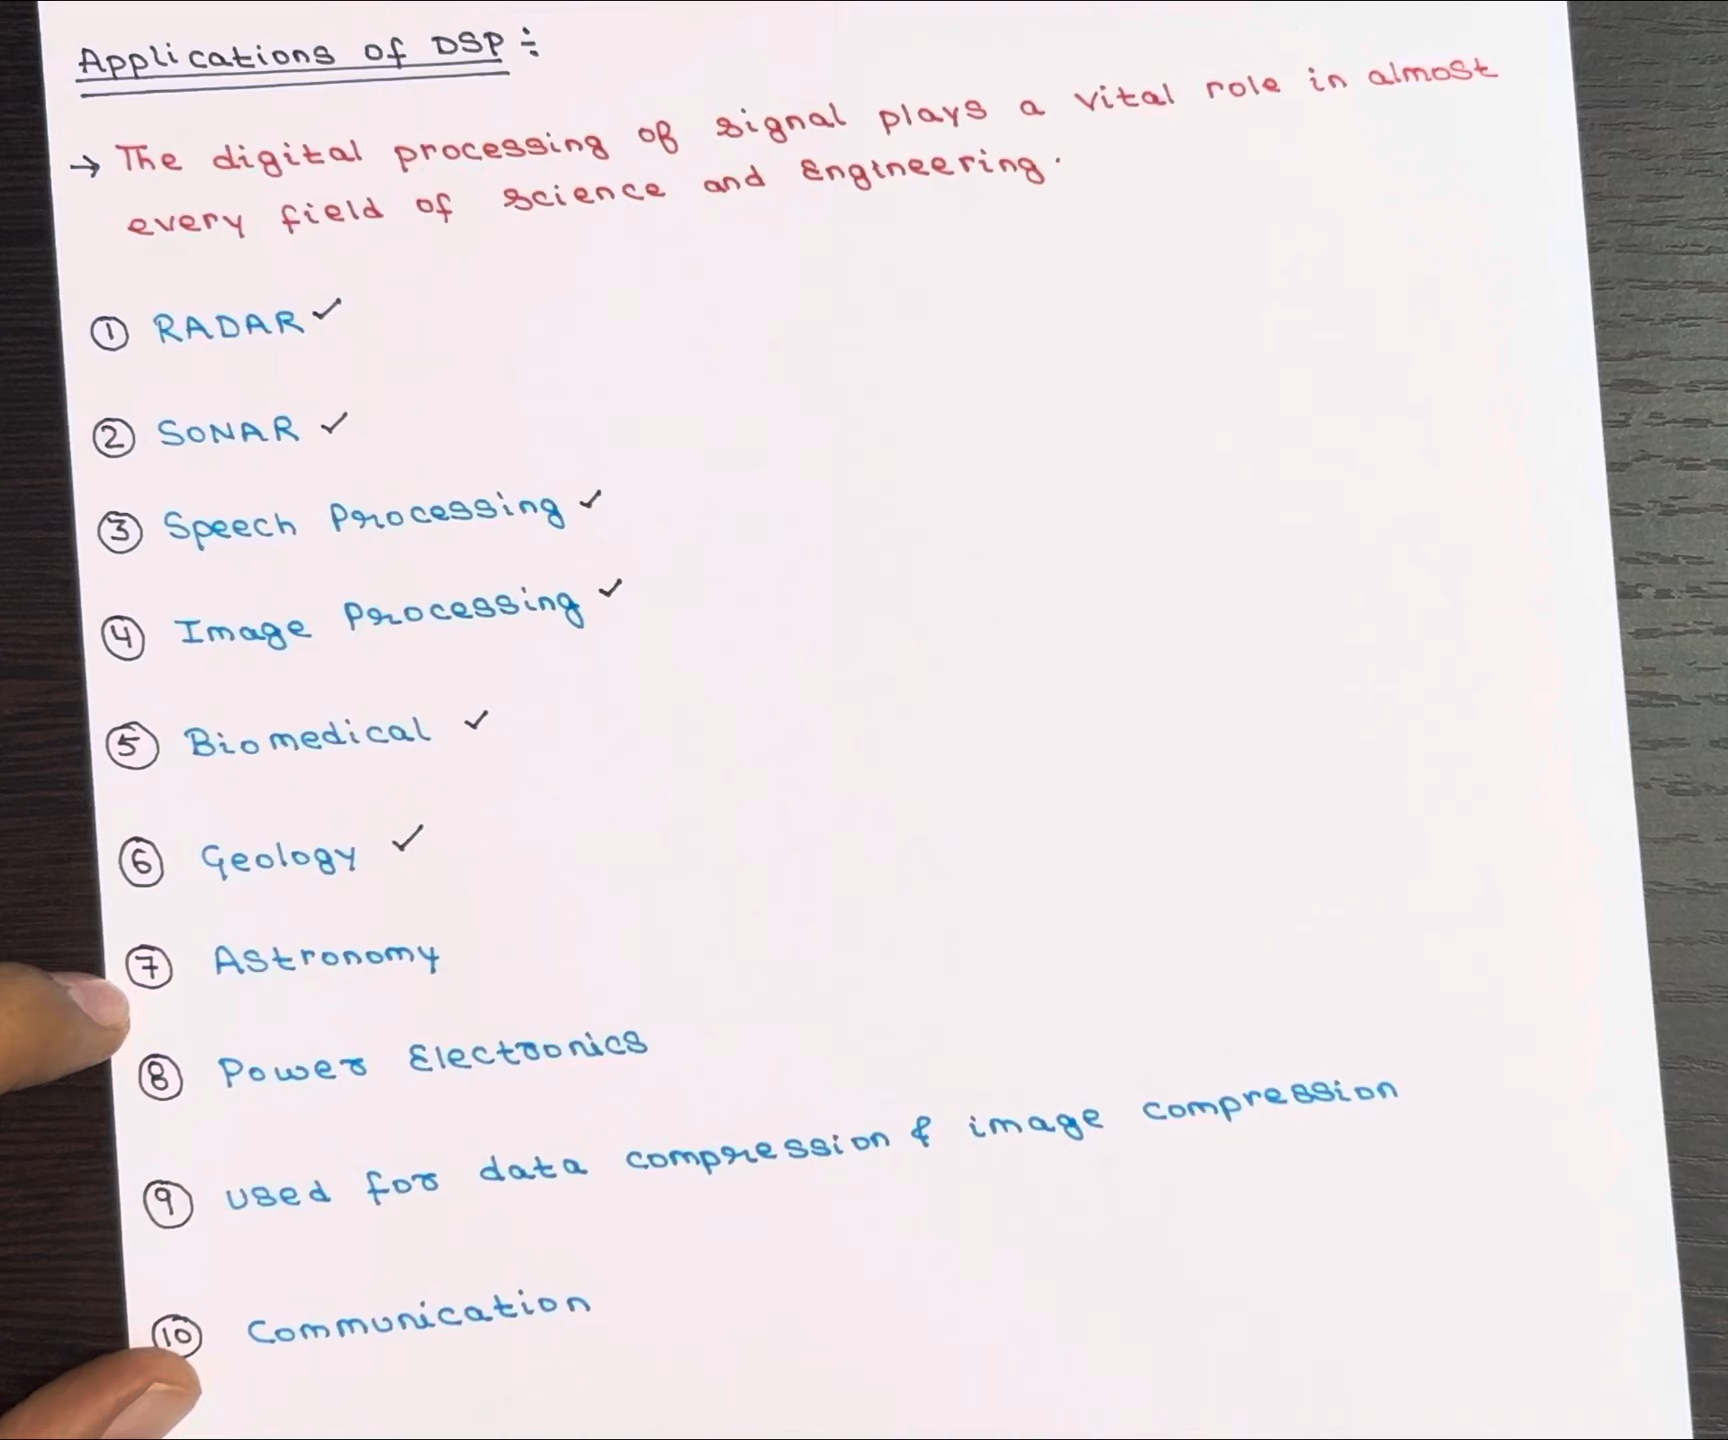 Applications of DSP :
→ The digital processing of signal plays a vital role in almost
every field of science and Engineering.
① RADAR ✓
② SONAR ✓
③ Speech Processing ✓
④ Image Processing ✓
⑤ Biomedical ✓
⑥ Geology ✓
⑦ Astronomy
⑧ Power Electronics
⑨ used for data compression & image compression
⑩ Communication